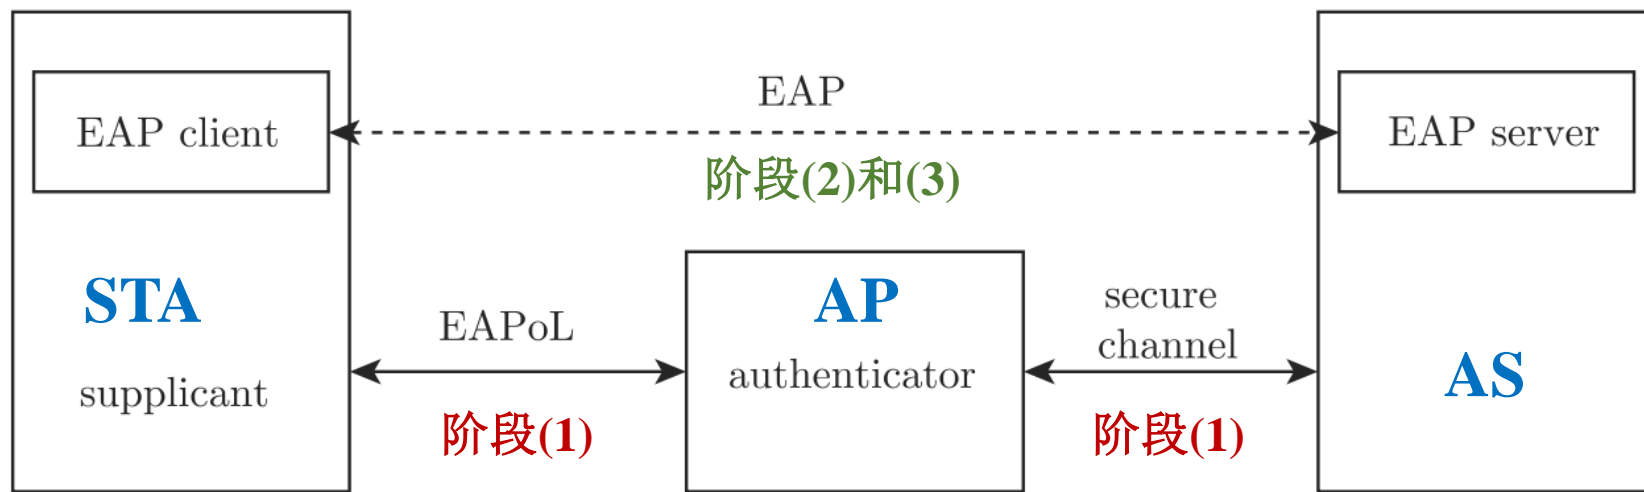 EAP
EAP client
EAP server
阶段(2)和(3)
STA
AP
secure
channel
EAPoL
supplicant
authenticator
AS
阶段(1)
阶段(1)